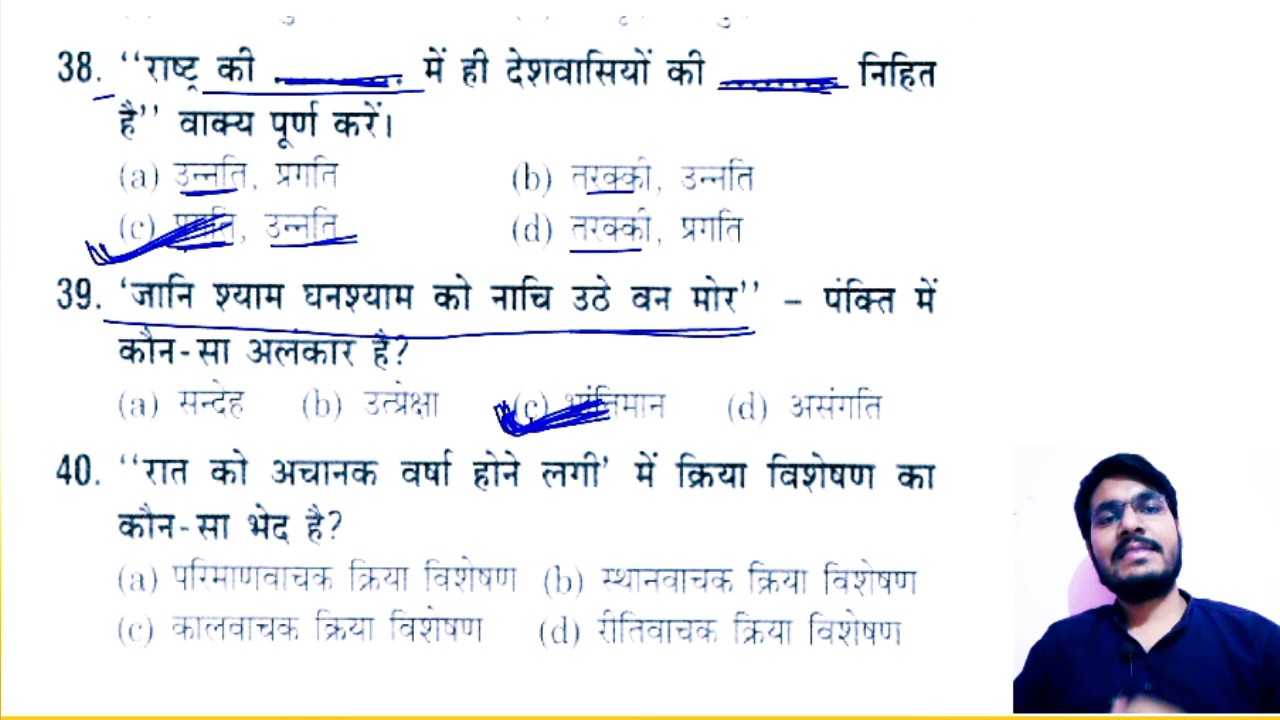 38. ‘‘राष्ट्र की ........ में ही देशवासियों की ........ निहित
है’’ वाक्य पूर्ण करें।
(a) उन्नति, प्रगति (b) तरक्की, उन्नति
(c) प्रगति, उन्नति (d) तरक्की, प्रगति
39. ‘जानि श्याम घनश्याम को नाचि उठे वन मोर’’ – पंक्ति में
कौन-सा अलंकार है?
(a) सन्देह (b) उत्प्रेक्षा (c) भ्रांतिमान (d) असंगति
40. ‘‘रात को अचानक वर्षा होने लगी’ में क्रिया विशेषण का
कौन-सा भेद है?
(a) परिमाणवाचक क्रिया विशेषण (b) स्थानवाचक क्रिया विशेषण
(c) कालवाचक क्रिया विशेषण (d) रीतिवाचक क्रिया विशेषण